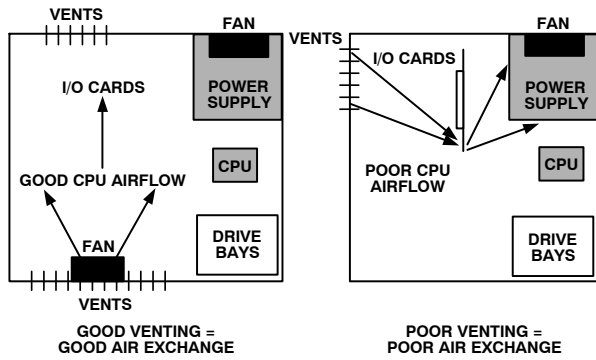 FAN
VENTS
I/O CARDS
POWER
SUPPLY
GOOD CPU AIRFLOW
CPU
FAN
DRIVE
BAYS
VENTS
GOOD VENTING =
GOOD AIR EXCHANGE
FAN
VENTS
I/O CARDS
POWER
SUPPLY
POOR CPU
AIRFLOW
CPU
DRIVE
BAYS
POOR VENTING =
POOR AIR EXCHANGE